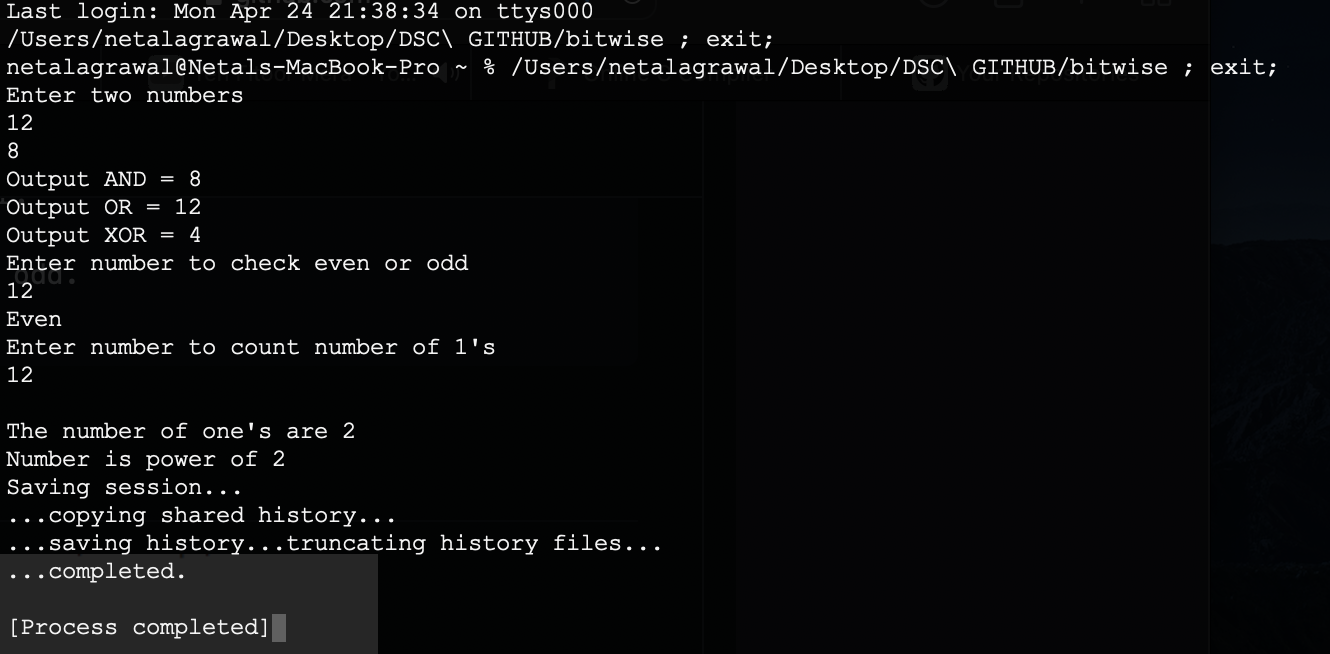 Last login: Mon Apr 24 21:38:34 on ttys000
/Users/netalagrawal/Desktop/DSC\ GITHUB/bitwise ; exit;
netalagrawal@Netals-MacBook-Pro ~ % /Users/netalagrawal/Desktop/DSC\ GITHUB/bitwise ; exit;
Enter two numbers
12
8
Output AND = 8
Output OR = 12
Output XOR = 4
Enter number to check even or odd
odd.
12
Even
Enter number to count number of 1's
12
The number of one's are 2
Number is power of 2
Saving session...
...copying shared history...
...saving history...truncating history files...
...completed.
[Process completed]